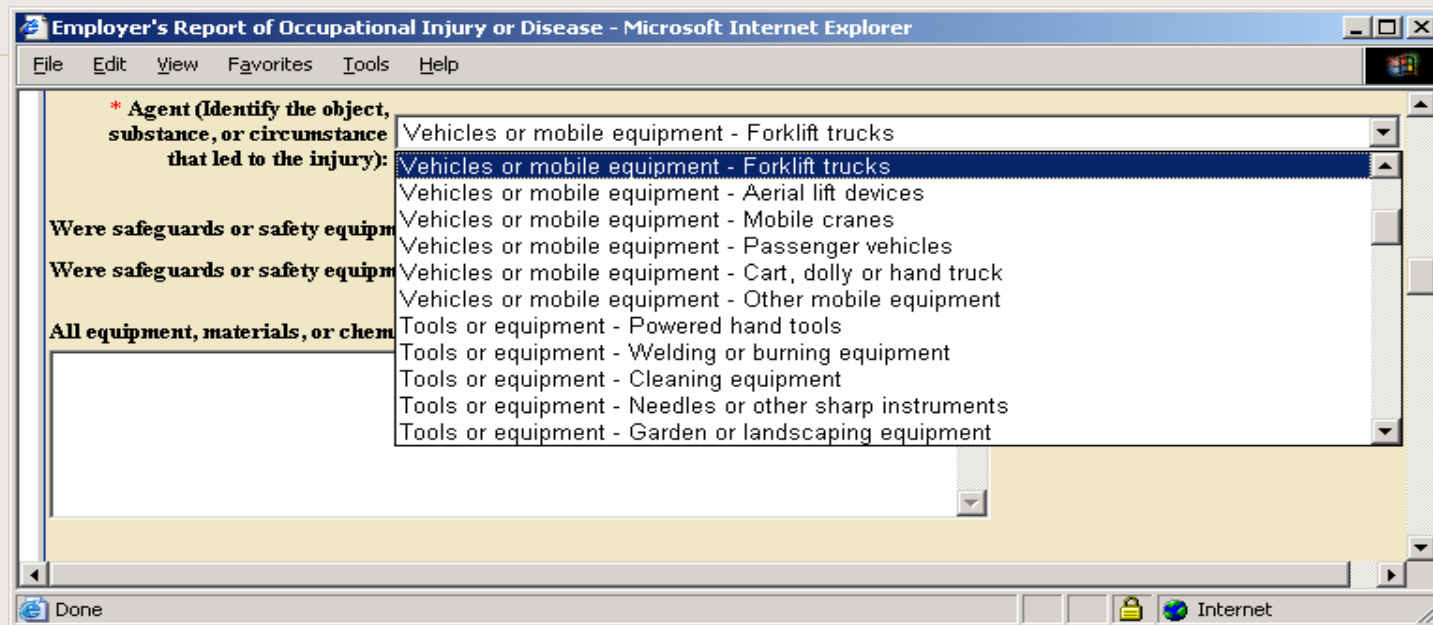 Employer's Report of Occupational Injury or Disease - Microsoft Internet Explorer
File Edit View Favorites Tools Help
* Agent (Identify the object,
substance, or circumstance
that led to the injury):
Vehicles or mobile equipment - Forklift trucks
Vehicles or mobile equipment - Forklift trucks
Vehicles or mobile equipment - Aerial lift devices
Vehicles or mobile equipment - Mobile cranes
Vehicles or mobile equipment - Passenger vehicles
Vehicles or mobile equipment - Cart, dolly or hand truck
Vehicles or mobile equipment - Other mobile equipment
Tools or equipment - Powered hand tools
Tools or equipment - Welding or burning equipment
Tools or equipment - Cleaning equipment
Tools or equipment - Needles or other sharp instruments
Tools or equipment - Garden or landscaping equipment
Were safeguards or safety equipm
Were safeguards or safety equipm
All equipment, materials, or chem
Done Internet